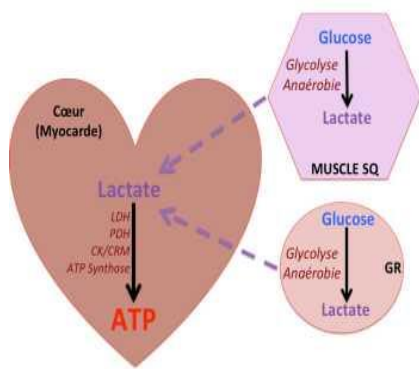 Cœur
(Myocarde)
Lactate
LDH
PDH
CK/CRM
ATP Synthase
ATP
Glucose
Glycolyse
Anaérobie
Lactate
MUSCLE SQ
Glucose
Glycolyse
Anaérobie
GR
Lactate